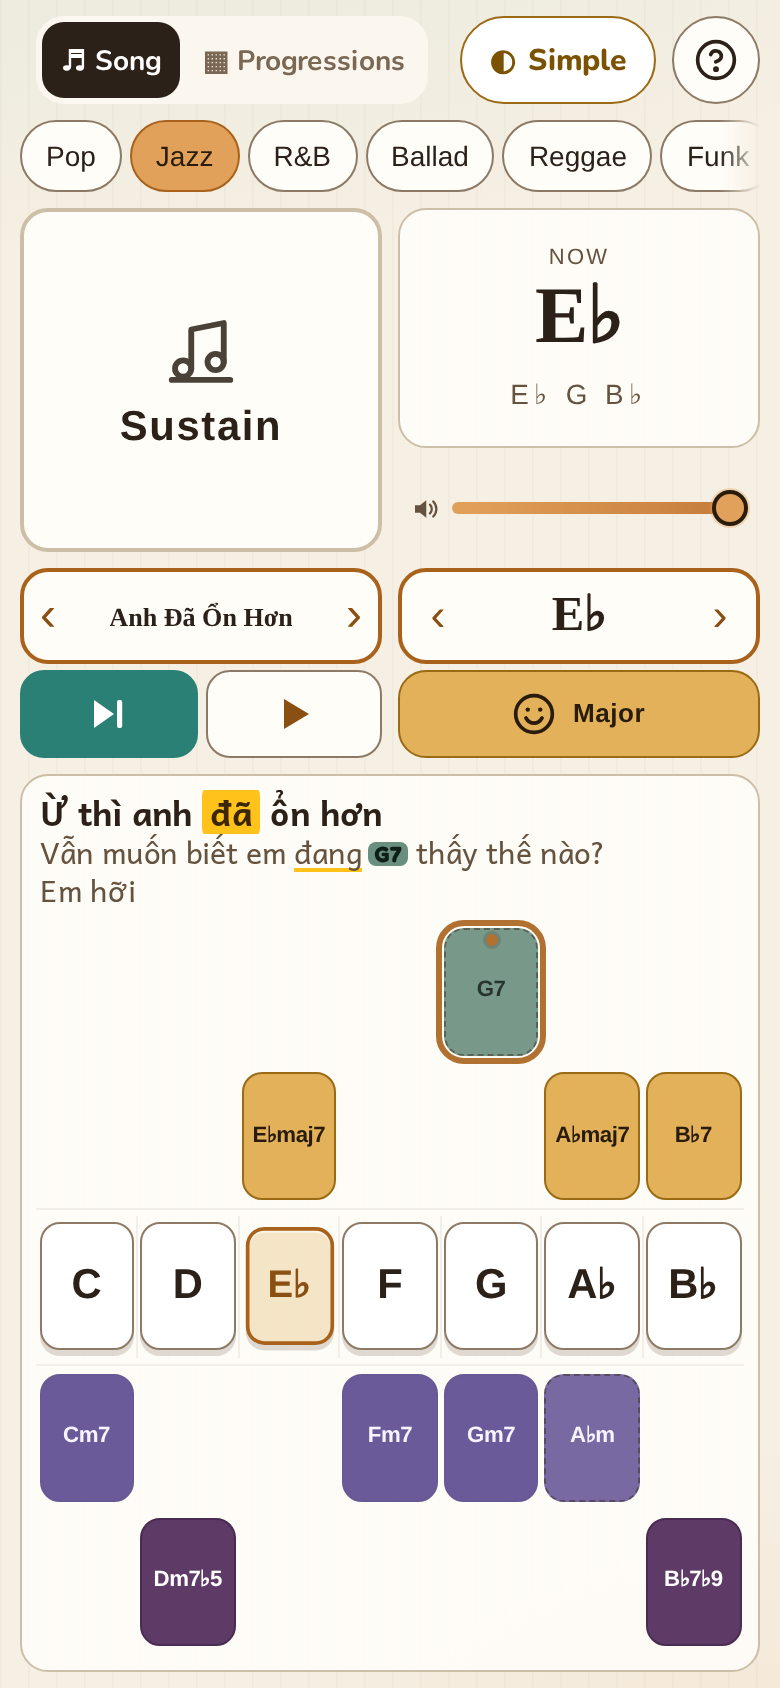 Song
Progressions
Simple
?
Pop
Jazz
R&B
Ballad
Reggae
Funk
Sustain
NOW
E♭
E♭ G B♭
‹ Anh Đã Ổn Hơn ›
‹ E♭ ›
Major
Ừ thì anh đã ổn hơn
Vẫn muốn biết em đang G7 thấy thế nào?
Em hỡi
G7
E♭maj7 A♭maj7 B♭7
C D E♭ F G A♭ B♭
Cm7 Fm7 Gm7 A♭m
Dm7♭5 B♭7♭9